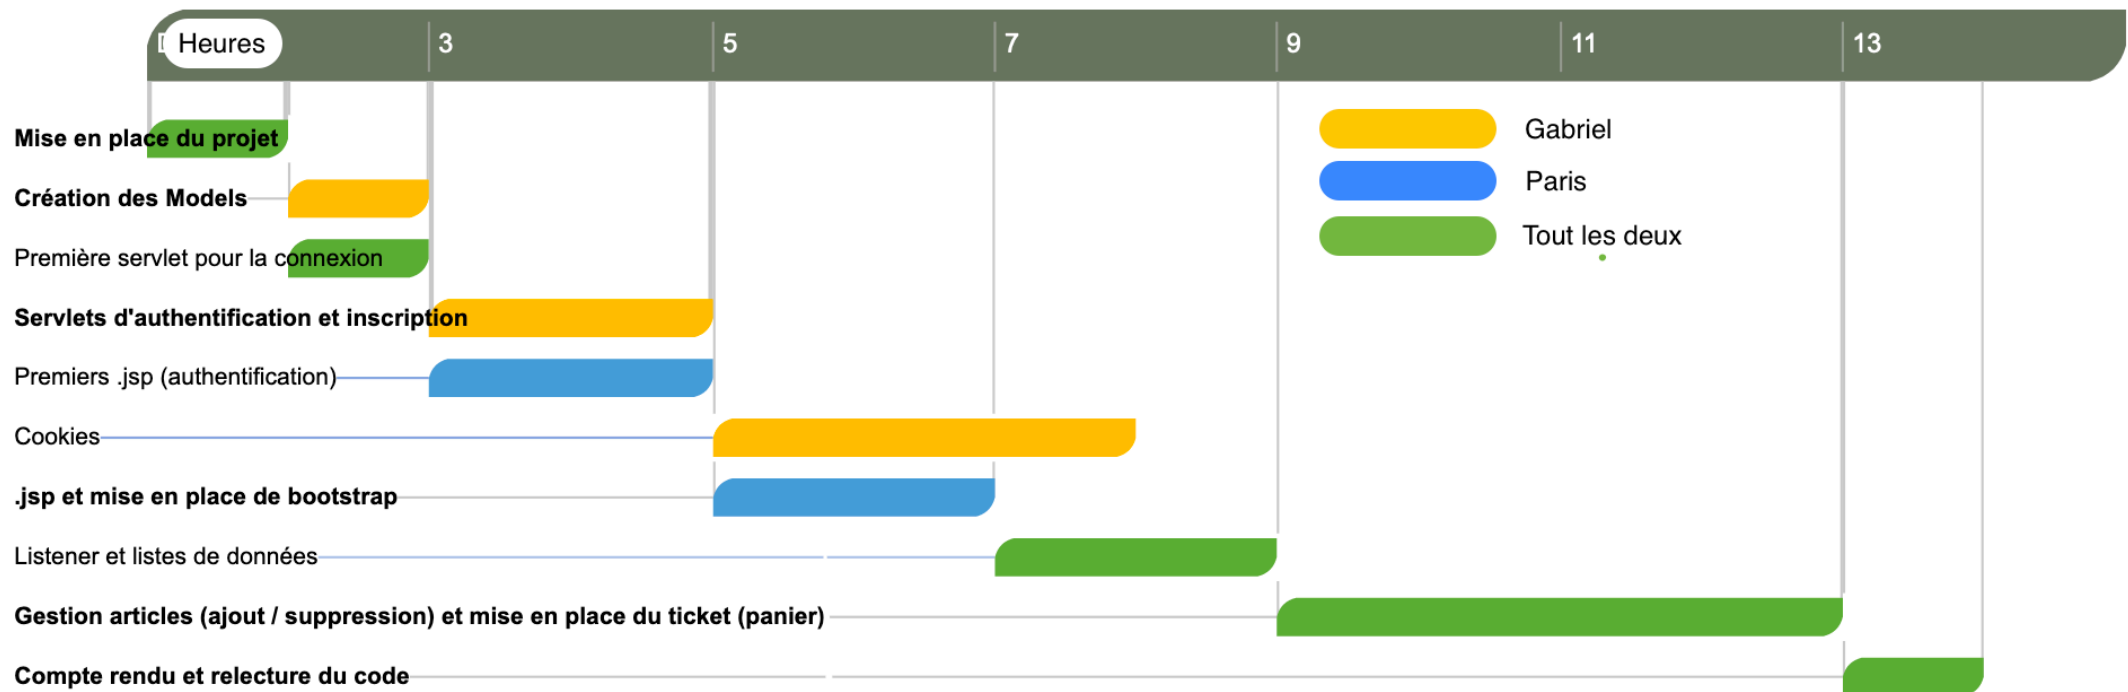 Heures 3 5 7 9 11 13
Gabriel
Paris
Tout les deux
Mise en place du projet
Création des Models
Première servlet pour la connexion
Servlets d'authentification et inscription
Premiers .jsp (authentification)
Cookies
.jsp et mise en place de bootstrap
Listener et listes de données
Gestion articles (ajout / suppression) et mise en place du ticket (panier)
Compte rendu et relecture du code